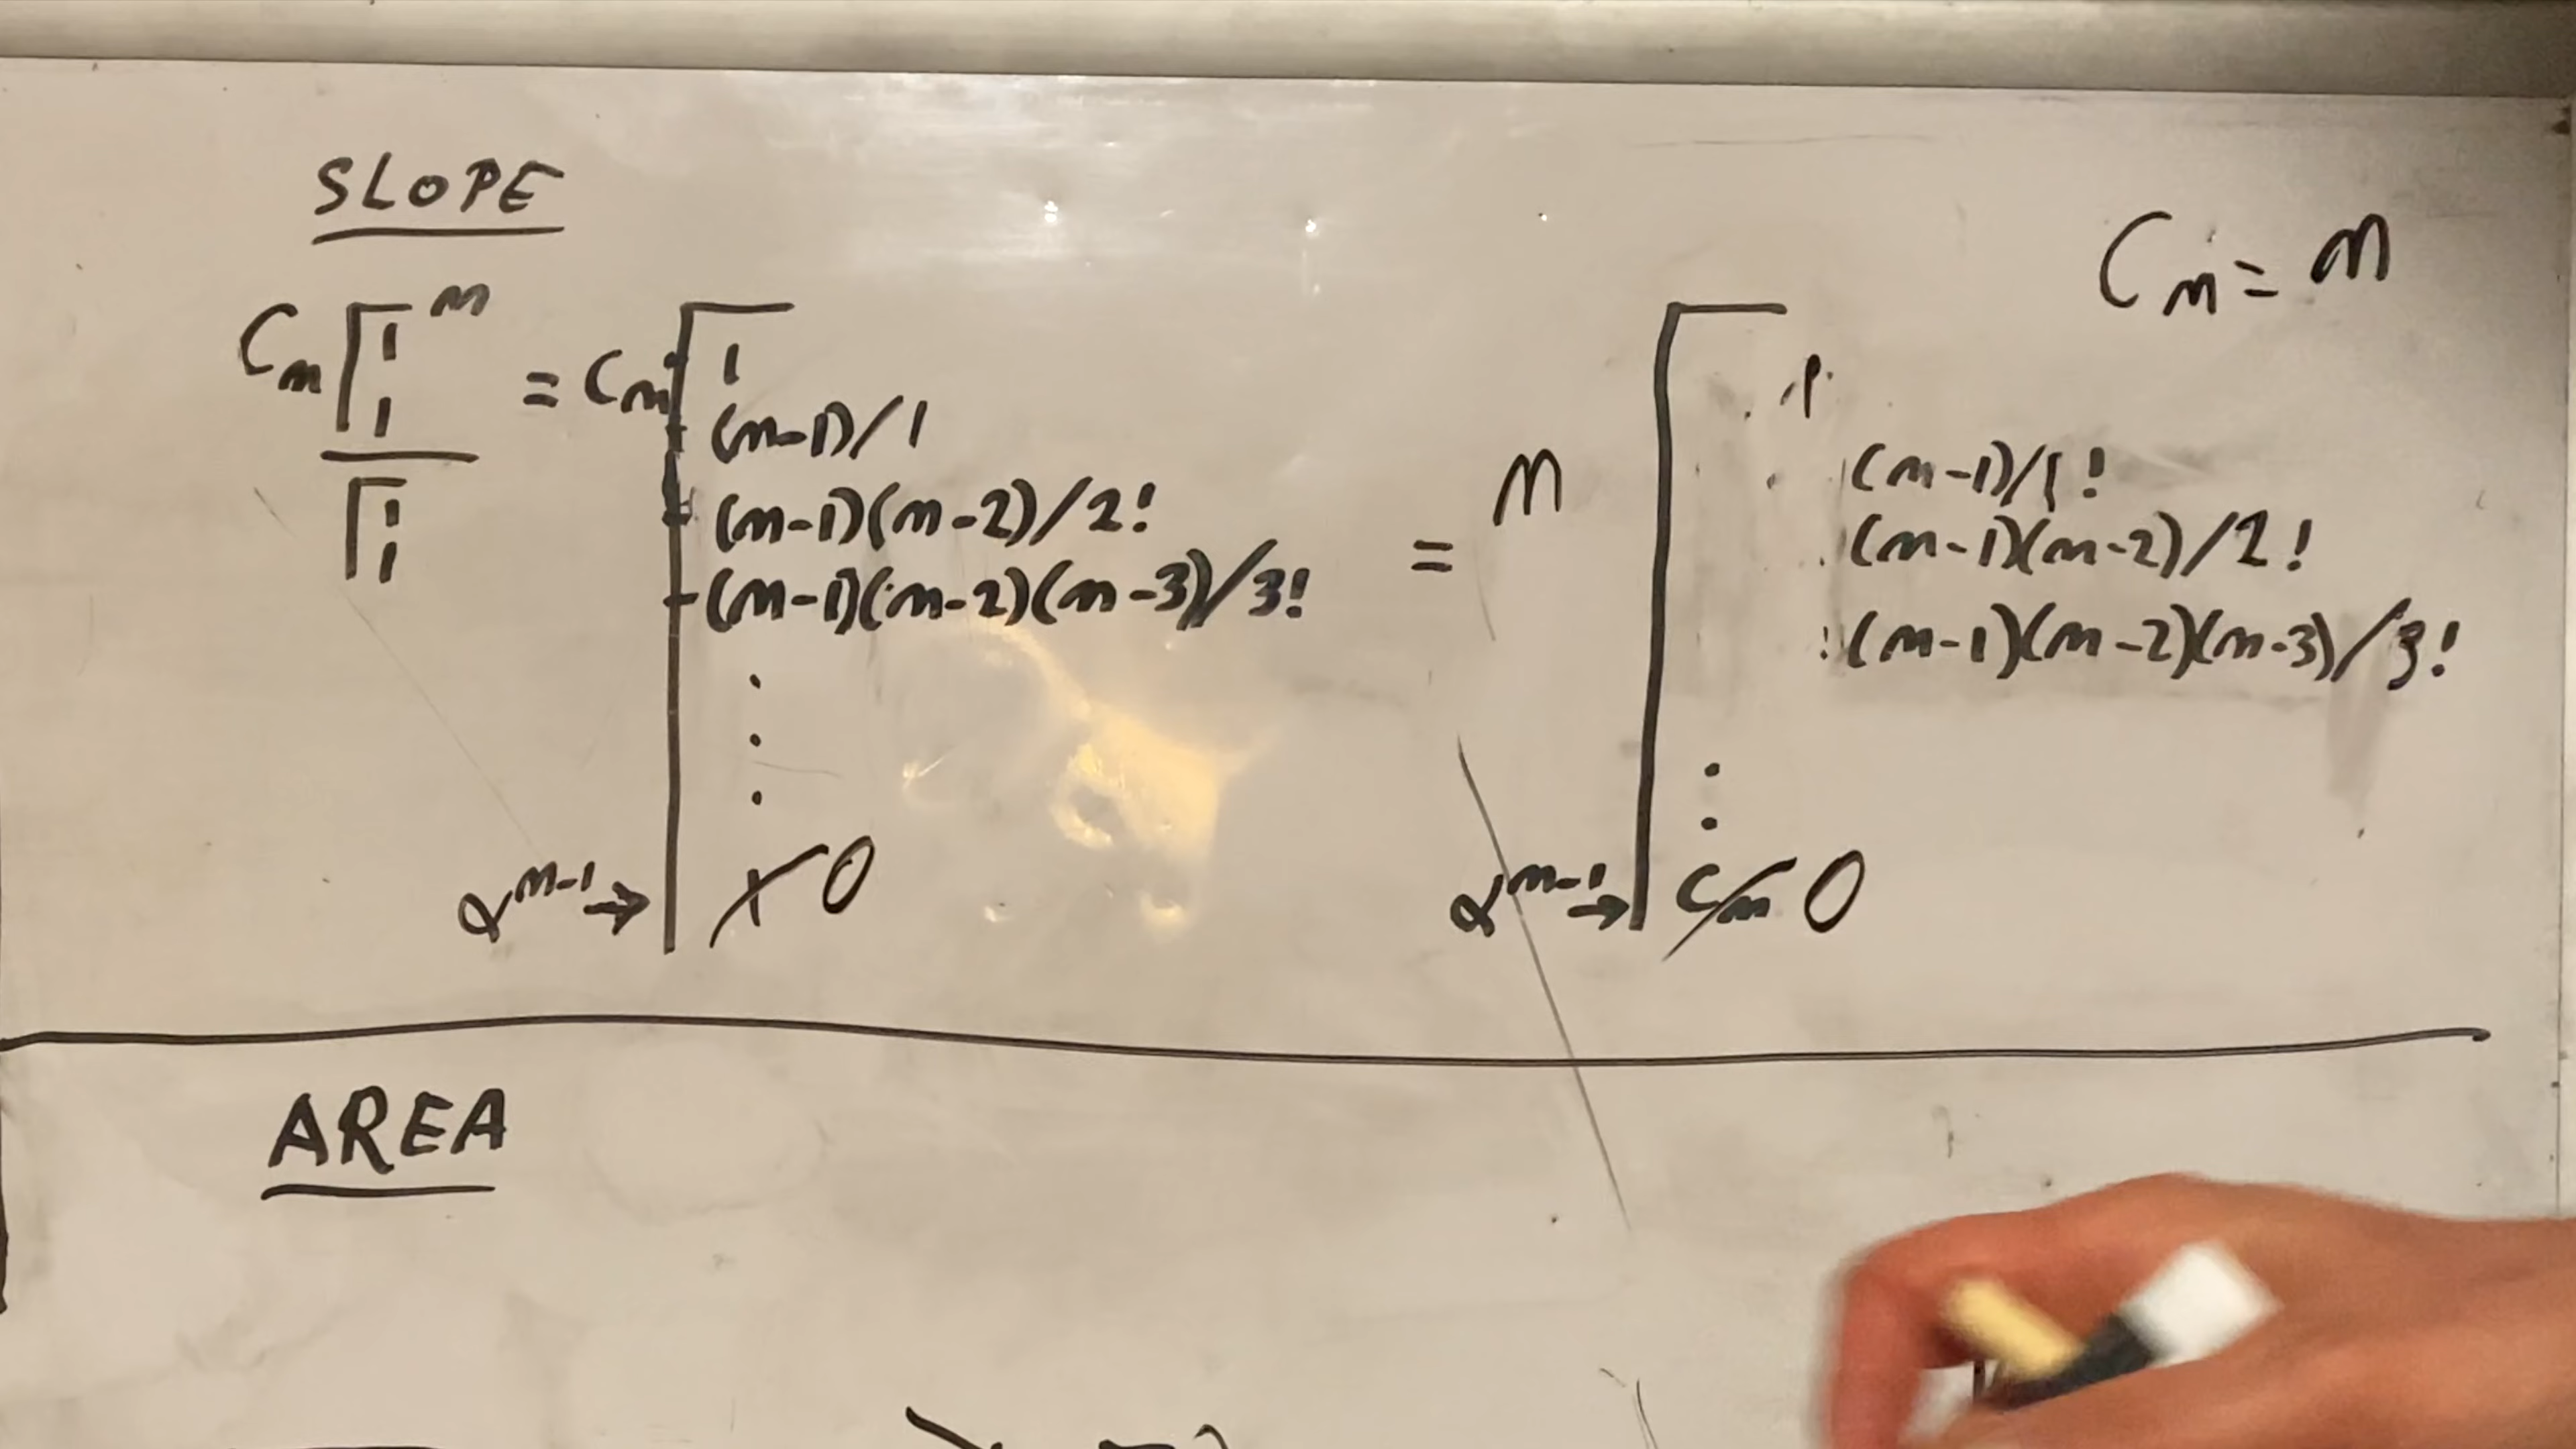 SLOPE
C_m = m
C_m 1 1 ^m / 1 1 = C_m
1
(m-1)/1
(m-1)(m-2)/2!
(m-1)(m-2)(m-3)/3!
⋮
α^{m-1} → 0
= m
1
(m-1)/1!
(m-1)(m-2)/2!
(m-1)(m-2)(m-3)/3!
:
α^{m-1} → C_m 0
AREA